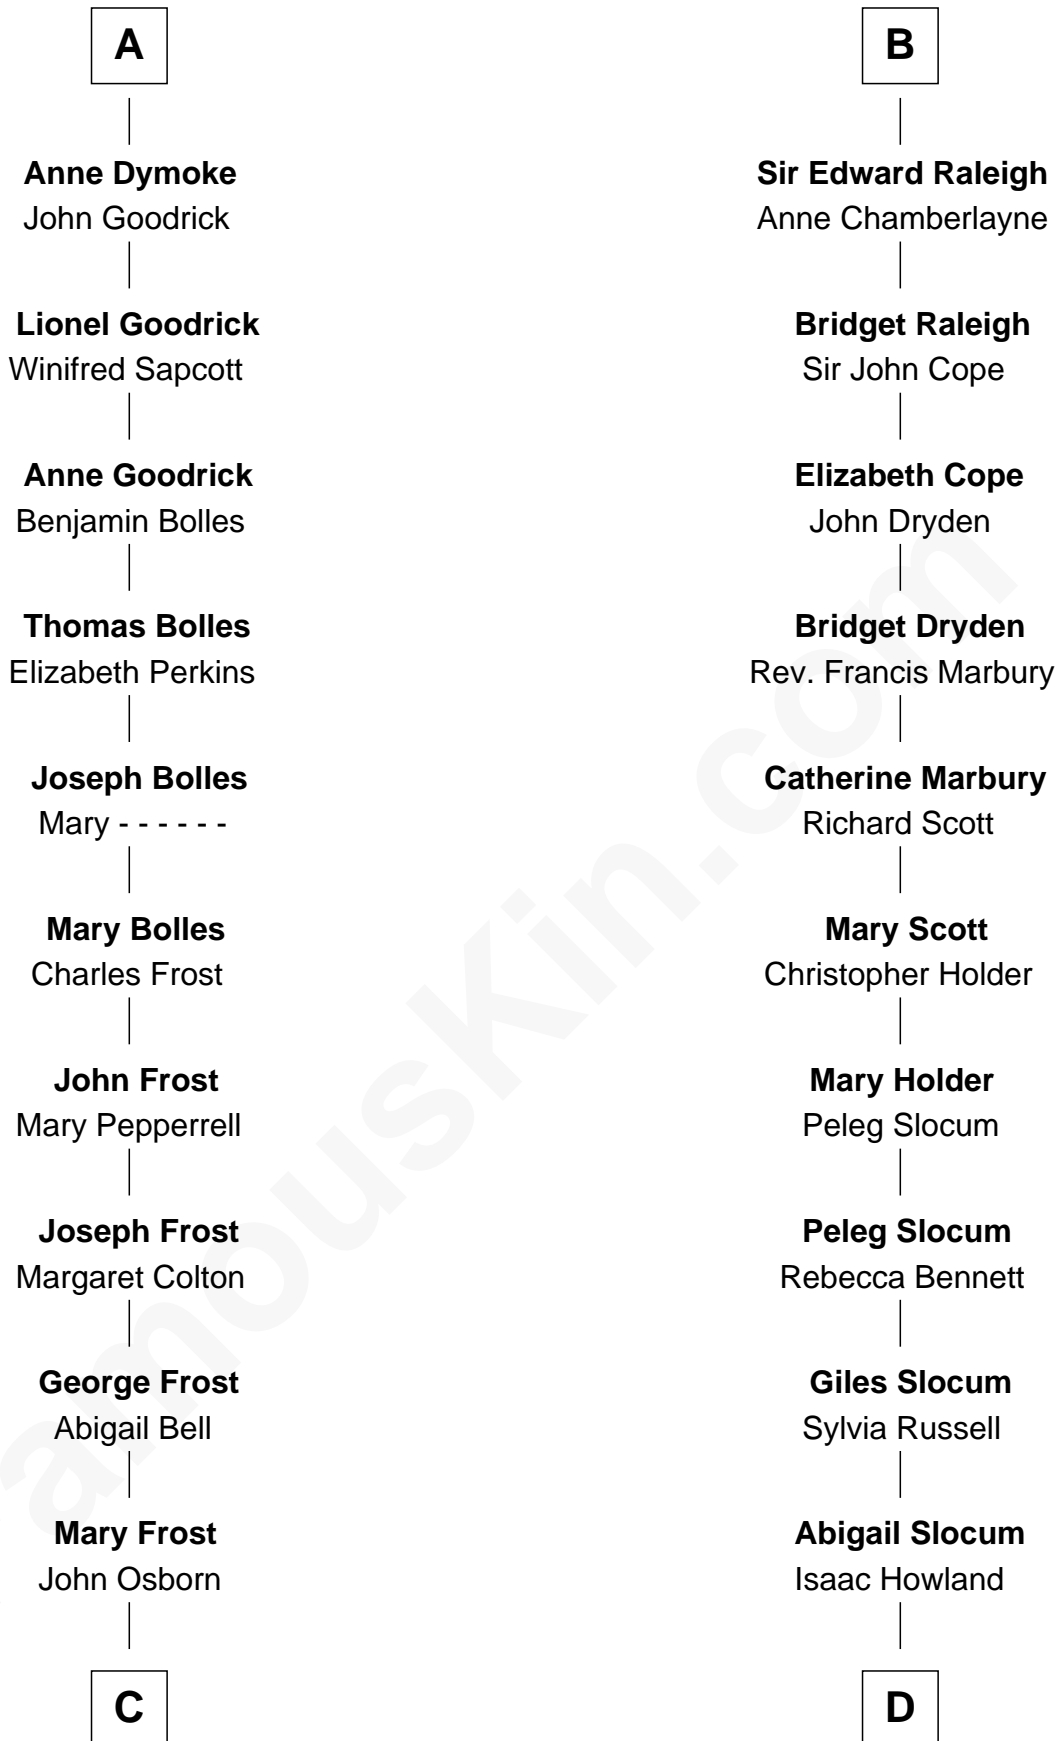 A
Anne Dymoke
John Goodrick
Lionel Goodrick
Winifred Sapcott
Anne Goodrick
Benjamin Bolles
Thomas Bolles
Elizabeth Perkins
Joseph Bolles
Mary - - - - - -
Mary Bolles
Charles Frost
John Frost
Mary Pepperrell
Joseph Frost
Margaret Colton
George Frost
Abigail Bell
Mary Frost
John Osborn
C
B
Sir Edward Raleigh
Anne Chamberlayne
Bridget Raleigh
Sir John Cope
Elizabeth Cope
John Dryden
Bridget Dryden
Rev. Francis Marbury
Catherine Marbury
Richard Scott
Mary Scott
Christopher Holder
Mary Holder
Peleg Slocum
Peleg Slocum
Rebecca Bennett
Giles Slocum
Sylvia Russell
Abigail Slocum
Isaac Howland
D
amousKin.com